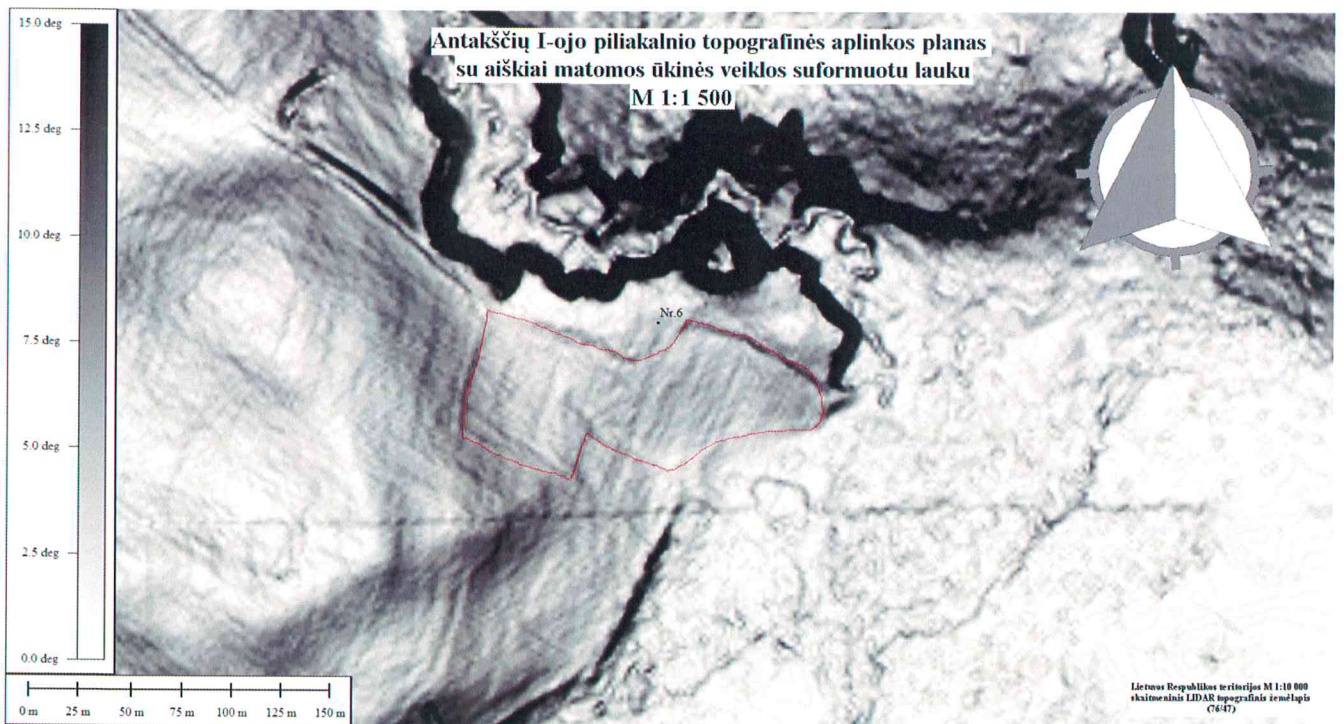 Antakščių I-ojo piliakalnio topografinės aplinkos planas
su aiškiai matomos ūkinės veiklos suformuotu lauku
M 1:1 500
15.0 deg
12.5 deg
10.0 deg
7.5 deg
5.0 deg
2.5 deg
0.0 deg
Nr.6
0 m 25 m 50 m 75 m 100 m 125 m 150 m
Lietuvos Respublikos teritorijos M 1:10 000
skaitmeninis LIDAR topografinis žemėlapis
(76/47)